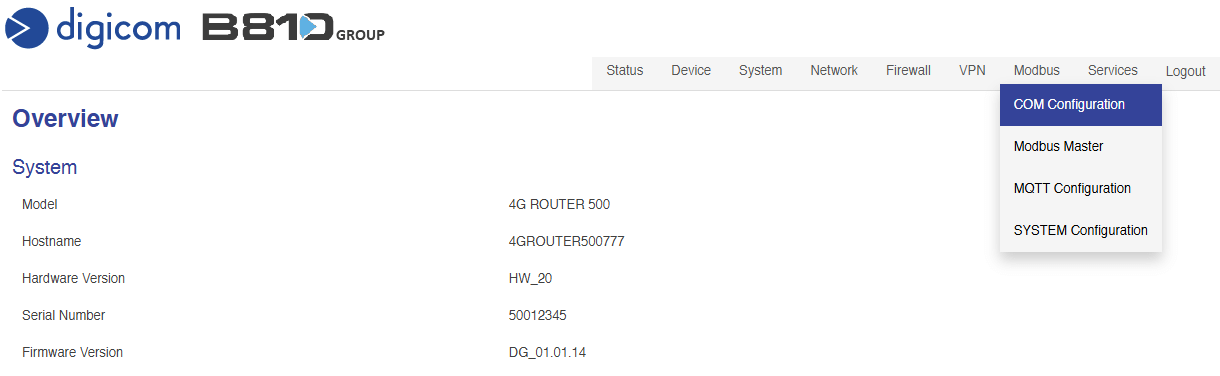 digicom B810 GROUP
Status Device System Network Firewall VPN Modbus Services Logout
COM Configuration
Modbus Master
MQTT Configuration
SYSTEM Configuration
Overview
System
Model 4G ROUTER 500
Hostname 4GROUTER500777
Hardware Version HW_20
Serial Number 50012345
Firmware Version DG_01.01.14